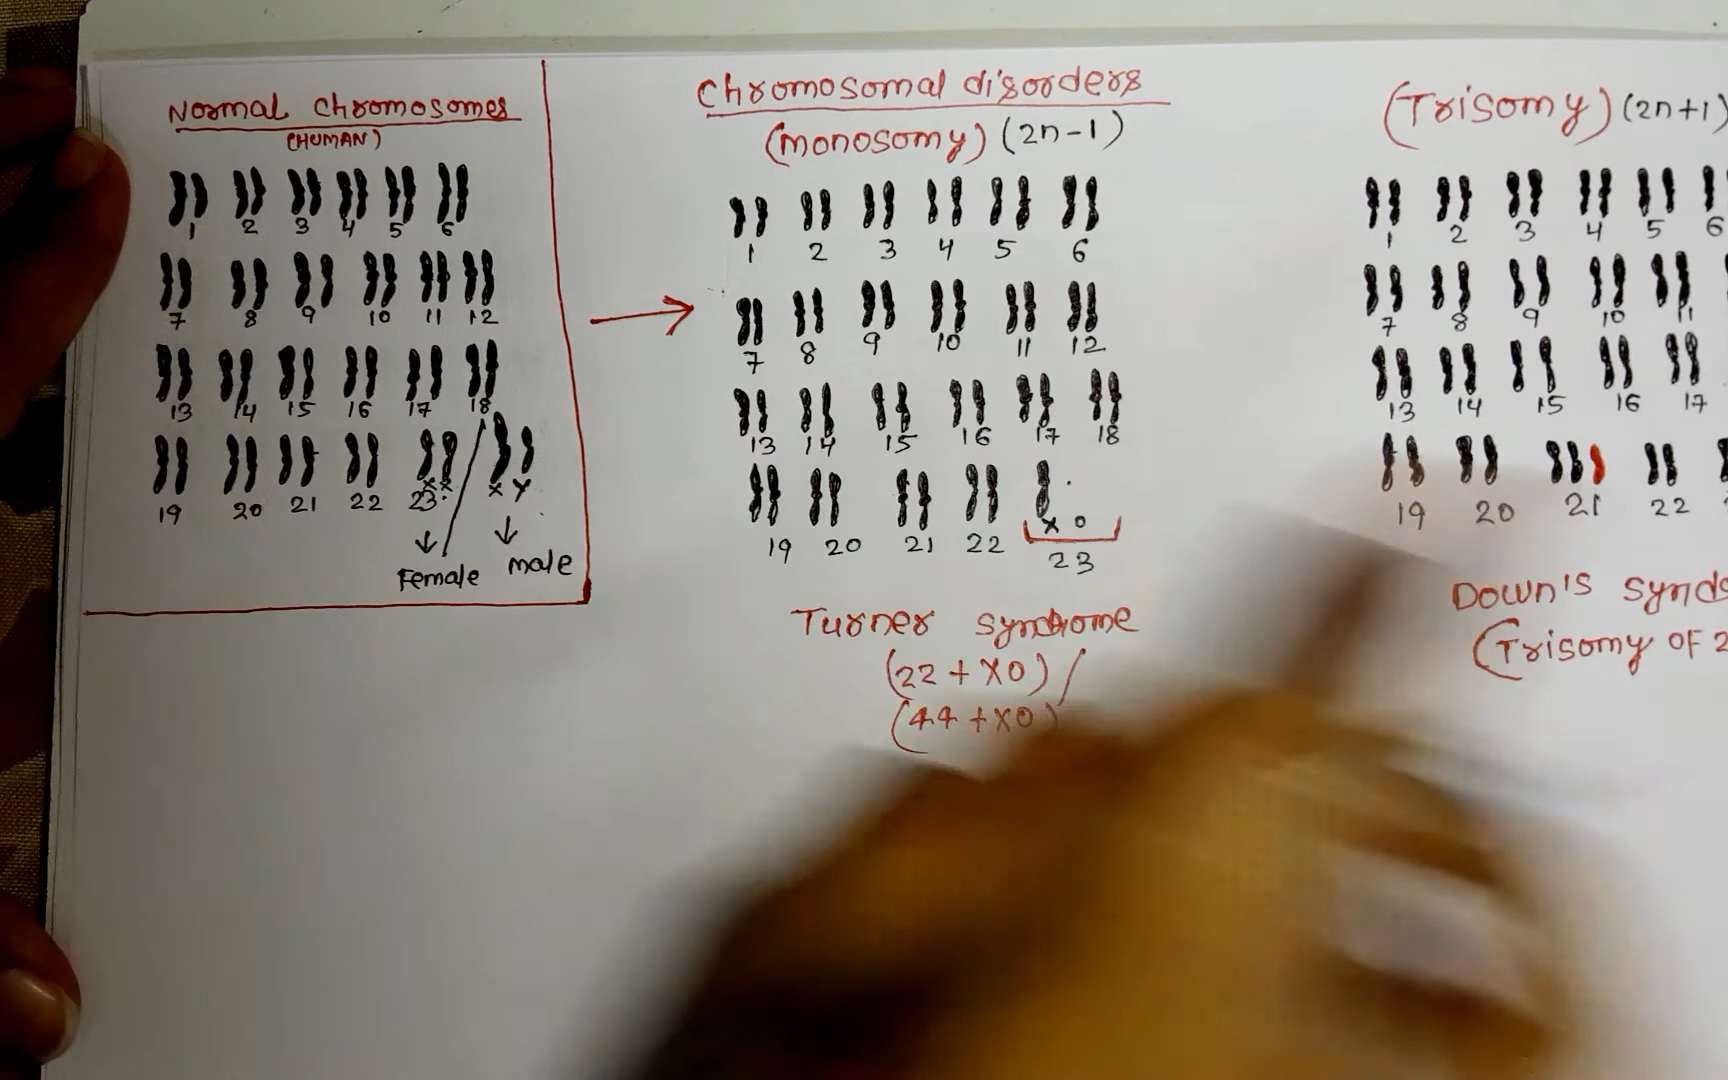 Normal Chromosomes
(HUMAN)
1 2 3 4 5 6
7 8 9 10 11 12
13 14 15 16 17 18
19 20 21 22 23
X X
X Y
Female male
Chromosomal disorders
(monosomy) (2n-1)
1 2 3 4 5 6
7 8 9 10 11 12
13 14 15 16 17 18
X O
19 20 21 22 23
Turner syndrome
(22 + XO) /
(44 + XO)
(Trisomy) (2n+1)
1 2 3 4 5 6
7 8 9 10 11
13 14 15 16 17
19 20 21 22
Down's
(Trisomy OF